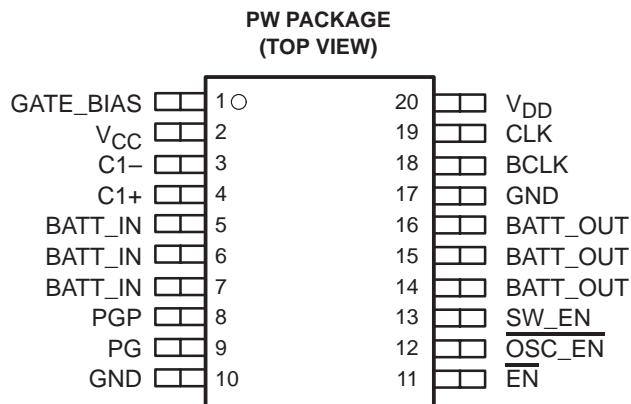 PW PACKAGE
(TOP VIEW)
GATE_BIAS 1 20 VDD
VCC 2 19 CLK
C1– 3 18 BCLK
C1+ 4 17 GND
BATT_IN 5 16 BATT_OUT
BATT_IN 6 15 BATT_OUT
BATT_IN 7 14 BATT_OUT
PGP 8 13 SW_EN
PG 9 12 OSC_EN
GND 10 11 EN